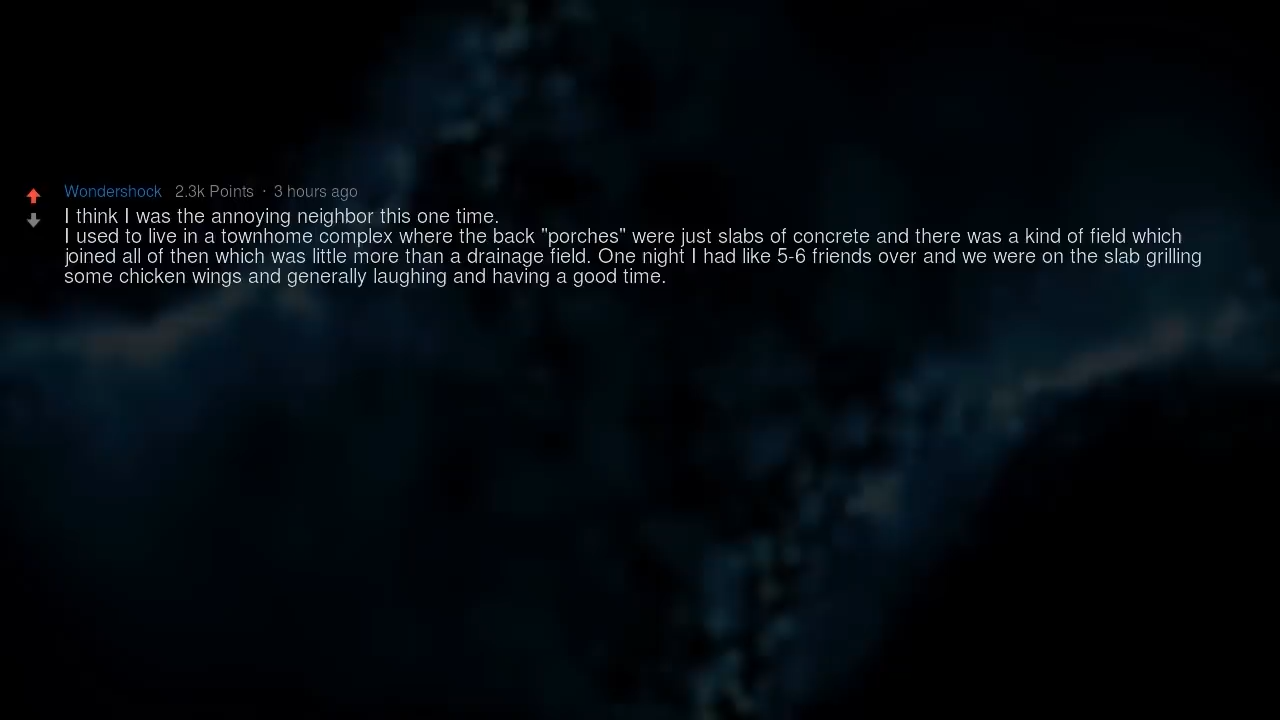 Wondershock 2.3k Points · 3 hours ago
I think I was the annoying neighbor this one time.
I used to live in a townhome complex where the back "porches" were just slabs of concrete and there was a kind of field which
joined all of then which was little more than a drainage field. One night I had like 5-6 friends over and we were on the slab grilling
some chicken wings and generally laughing and having a good time.